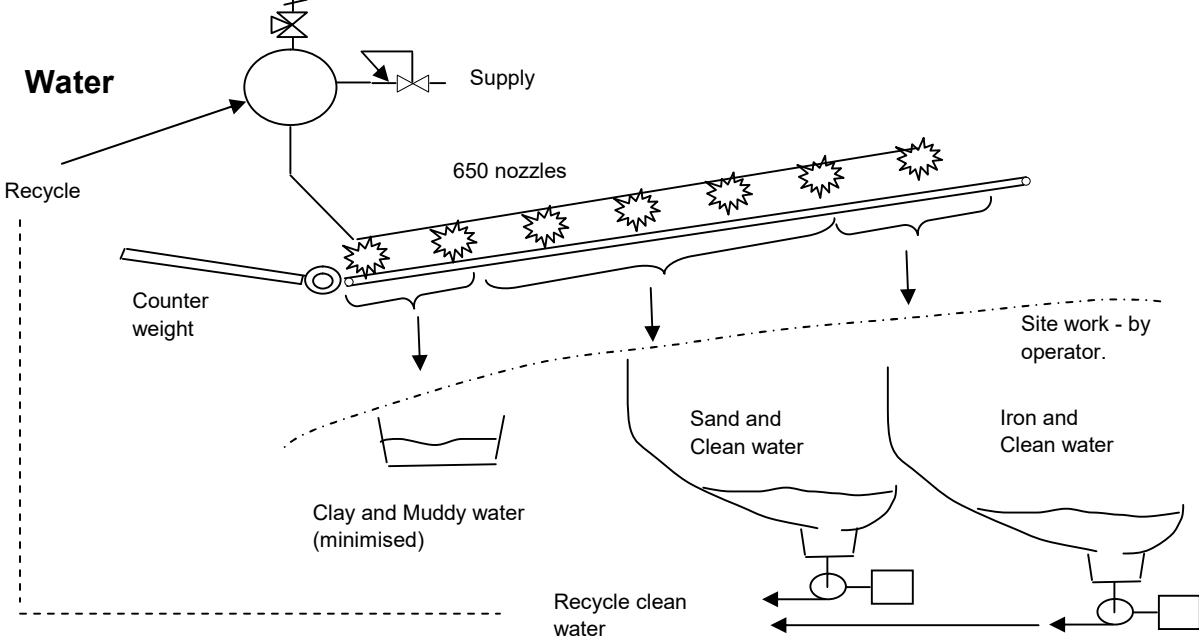 Water
Supply
650 nozzles
Recycle
Counter
weight
Site work - by
operator.
Sand and
Clean water
Iron and
Clean water
Clay and Muddy water
(minimised)
Recycle clean
water